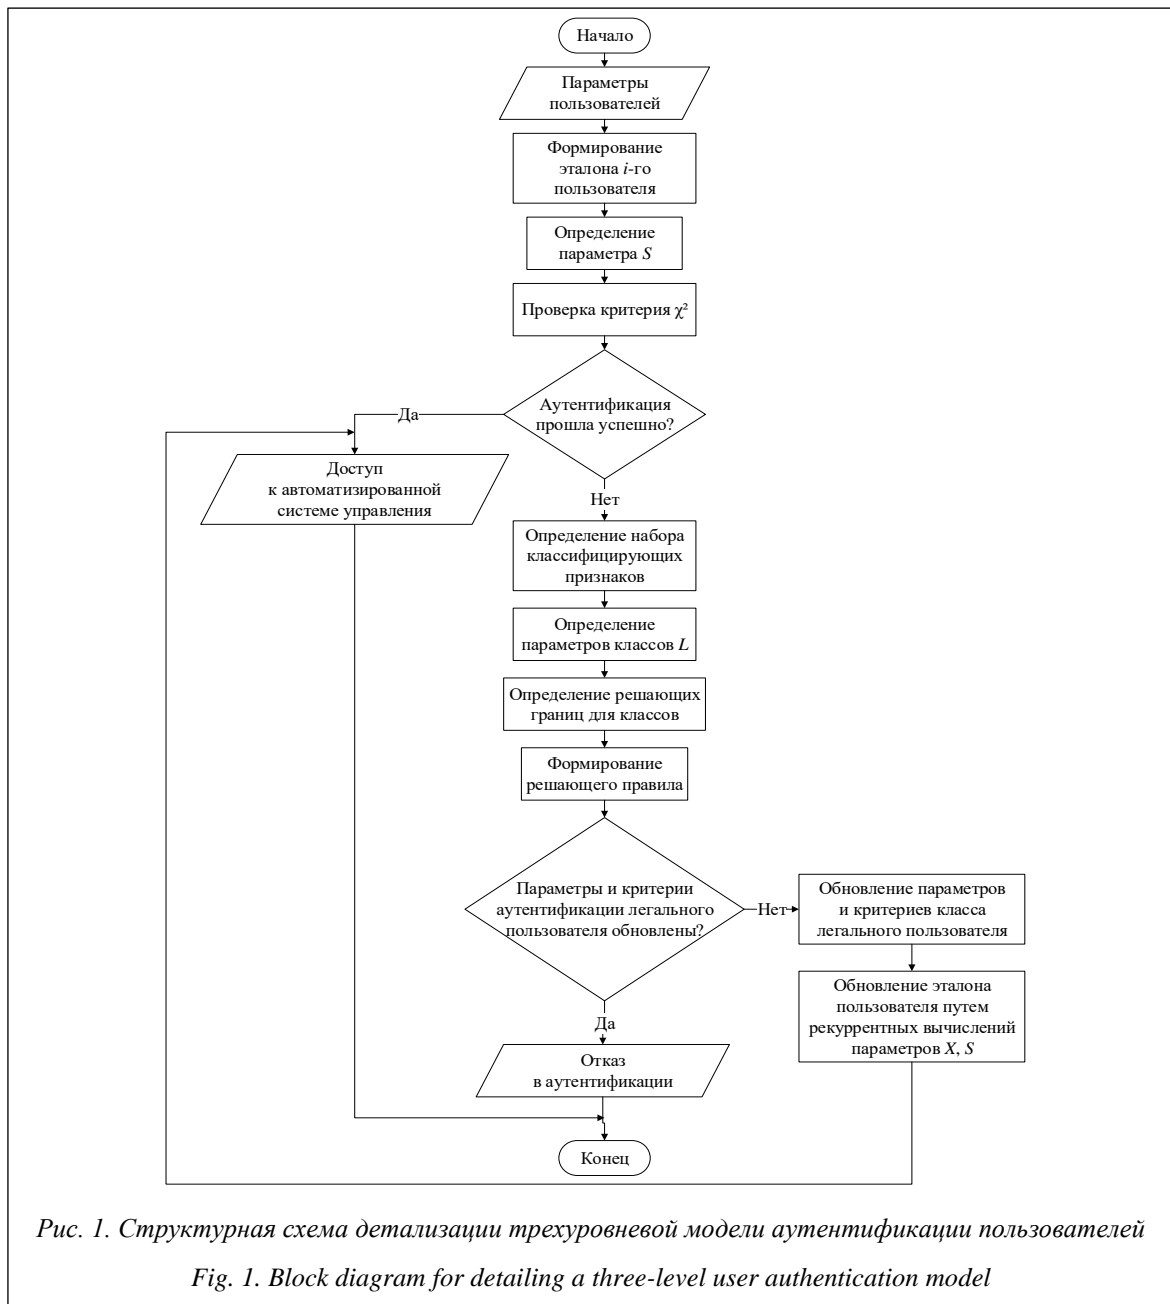 Начало
Параметры
пользователей
Формирование
эталона i-го
пользователя
Определение
параметра S
Проверка критерия χ²
Аутентификация
прошла успешно?
Да
Доступ
к автоматизированной
системе управления
Нет
Определение набора
классифицирующих
признаков
Определение
параметров классов L
Определение решающих
границ для классов
Формирование
решающего правила
Параметры и критерии
аутентификации легального
пользователя обновлены?
Нет
Обновление параметров
и критериев класса
легального пользователя
Обновление эталона
пользователя путем
рекуррентных вычислений
параметров X, S
Да
Отказ
в аутентификации
Конец
Рис. 1. Структурная схема детализации трехуровневой модели аутентификации пользователей
Fig. 1. Block diagram for detailing a three-level user authentication model